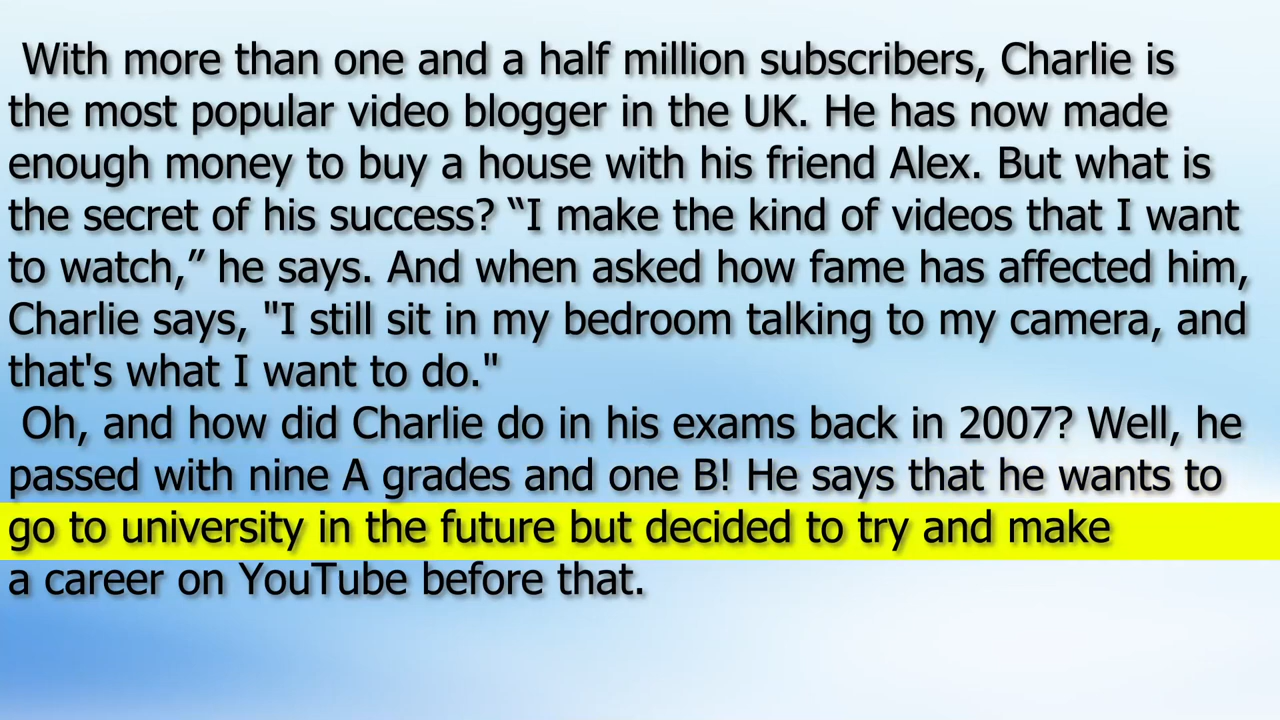 With more than one and a half million subscribers, Charlie is
the most popular video blogger in the UK. He has now made
enough money to buy a house with his friend Alex. But what is
the secret of his success? “I make the kind of videos that I want
to watch,” he says. And when asked how fame has affected him,
Charlie says, "I still sit in my bedroom talking to my camera, and
that's what I want to do."
Oh, and how did Charlie do in his exams back in 2007? Well, he
passed with nine A grades and one B! He says that he wants to
go to university in the future but decided to try and make
a career on YouTube before that.